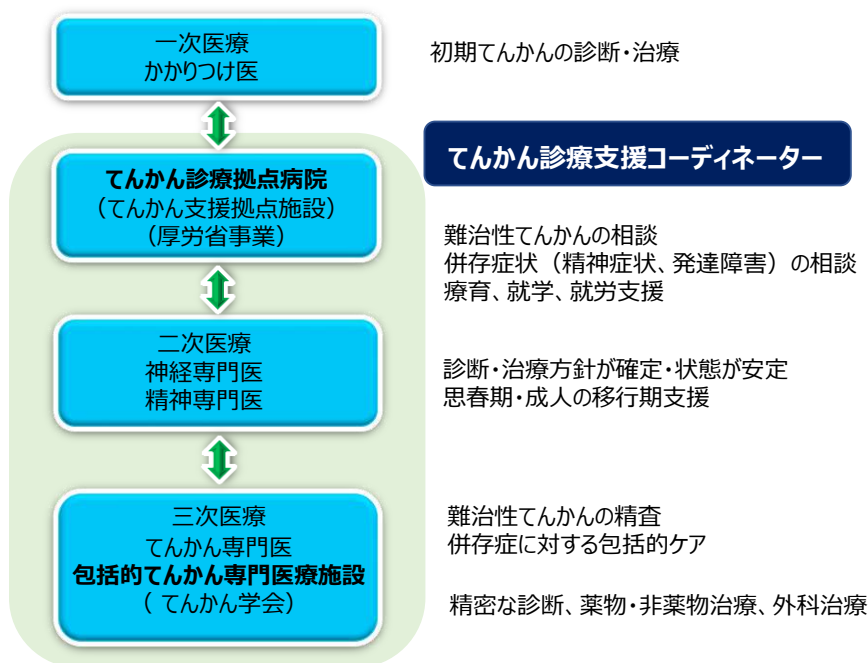 一次医療
かかりつけ医
初期てんかんの診断・治療
てんかん診療支援コーディネーター
てんかん診療拠点病院
（てんかん支援拠点施設）
（厚労省事業）
難治性てんかんの相談
併存症状（精神症状、発達障害）の相談
療育、就学、就労支援
二次医療
神経専門医
精神専門医
診断・治療方針が確定・状態が安定
思春期・成人の移行期支援
三次医療
てんかん専門医
包括的てんかん専門医療施設
（ てんかん学会）
難治性てんかんの精査
併存症に対する包括的ケア
精密な診断、薬物・非薬物治療、外科治療